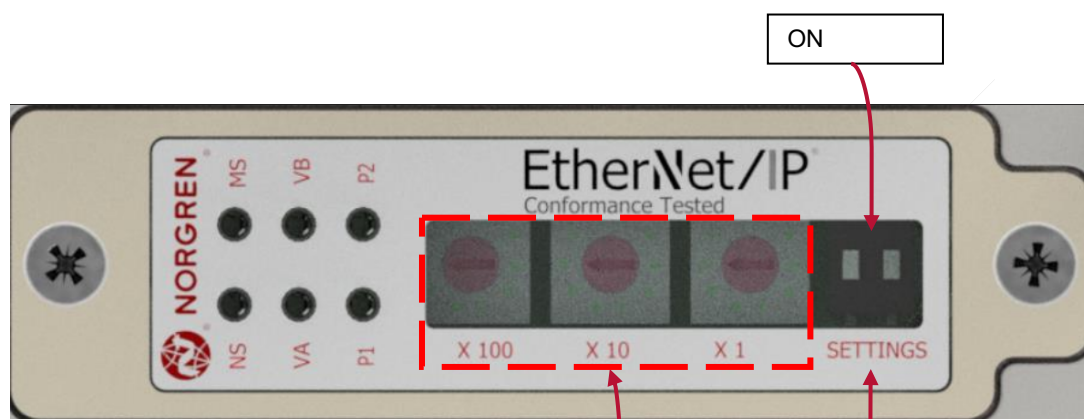 ON
EtherNet/IP
Conformance Tested
NORGREN
MS
VB
P2
NS
VA
P1
X 100
X 10
X 1
SETTINGS